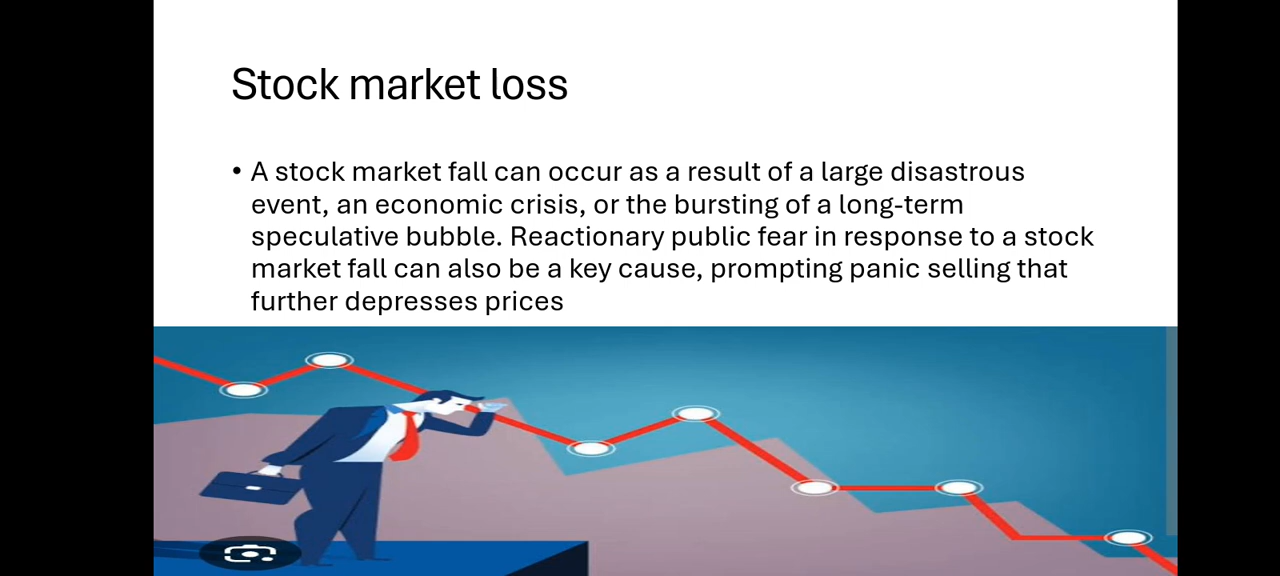 Stock market loss
• A stock market fall can occur as a result of a large disastrous
event, an economic crisis, or the bursting of a long-term
speculative bubble. Reactionary public fear in response to a stock
market fall can also be a key cause, prompting panic selling that
further depresses prices